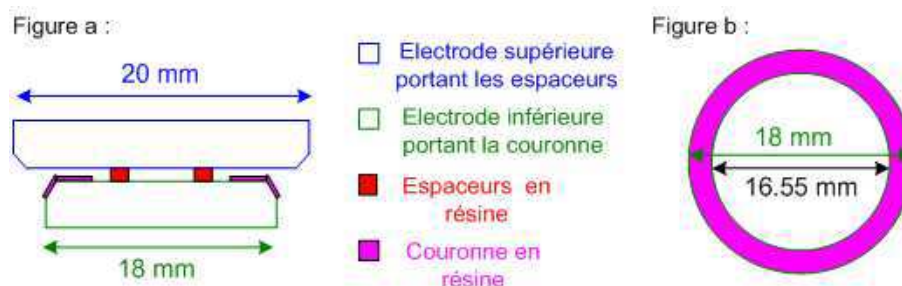 Figure a :
20 mm
18 mm
Electrode supérieure
portant les espaceurs
Electrode inférieure
portant la couronne
Espaceurs en
résine
Couronne en
résine
Figure b :
18 mm
16.55 mm